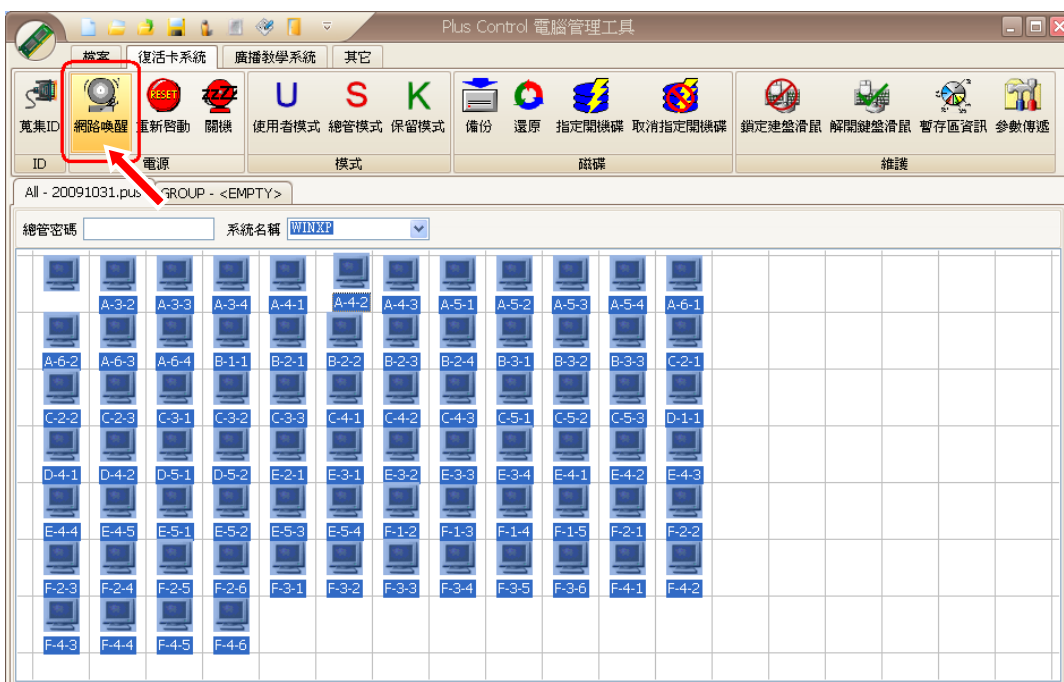 Plus Control 電腦管理工具
檔案 復活卡系統 廣播教學系統 其它
RESET zzZZ U S K
蒐集ID 網路喚醒 重新啓動 關機 使用者模式 總管模式 保留模式 備份 還原 指定開機碟 取消指定開機碟 鎖定建盤滑鼠 解開鍵盤滑鼠 暫存區資訊 參數傳遞
ID 電源 模式 磁碟 維護
All - 20091031.pus GROUP - <EMPTY>
總管密碼 系統名稱 WINXP
A-3-2 A-3-3 A-3-4 A-4-1 A-4-2 A-4-3 A-5-1 A-5-2 A-5-3 A-5-4 A-6-1
A-6-2 A-6-3 A-6-4 B-1-1 B-2-1 B-2-2 B-2-3 B-2-4 B-3-1 B-3-2 B-3-3 C-2-1
C-2-2 C-2-3 C-3-1 C-3-2 C-3-3 C-4-1 C-4-2 C-4-3 C-5-1 C-5-2 C-5-3 D-1-1
D-4-1 D-4-2 D-5-1 D-5-2 E-2-1 E-3-1 E-3-2 E-3-3 E-3-4 E-4-1 E-4-2 E-4-3
E-4-4 E-4-5 E-5-1 E-5-2 E-5-3 E-5-4 F-1-2 F-1-3 F-1-4 F-1-5 F-2-1 F-2-2
F-2-3 F-2-4 F-2-5 F-2-6 F-3-1 F-3-2 F-3-3 F-3-4 F-3-5 F-3-6 F-4-1 F-4-2
F-4-3 F-4-4 F-4-5 F-4-6